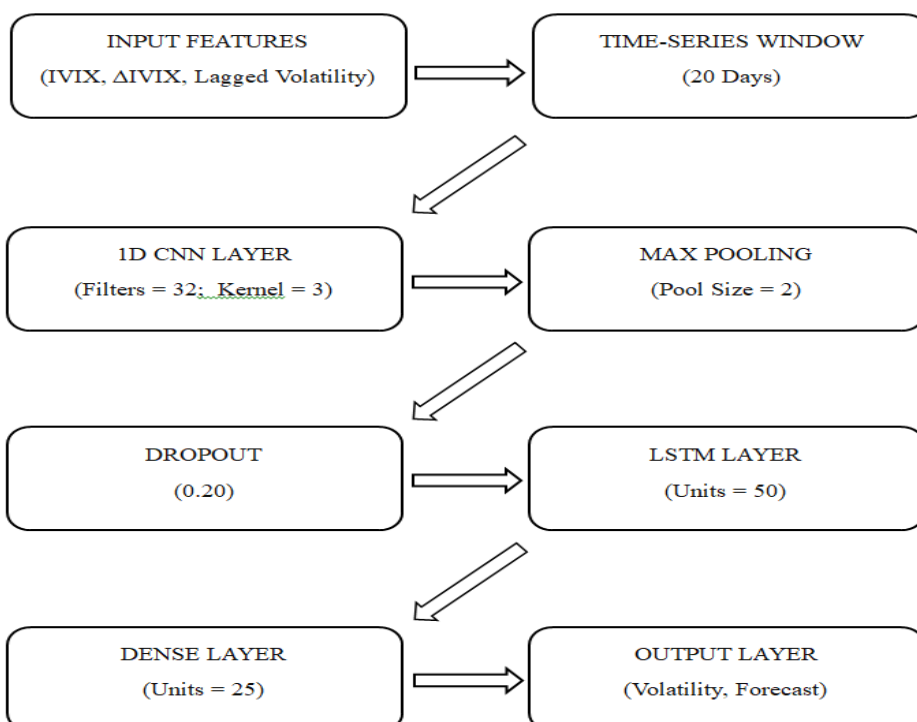 INPUT FEATURES
(IVIX, ΔIVIX, Lagged Volatility)
TIME-SERIES WINDOW
(20 Days)
1D CNN LAYER
(Filters = 32; Kernel = 3)
MAX POOLING
(Pool Size = 2)
DROPOUT
(0.20)
LSTM LAYER
(Units = 50)
DENSE LAYER
(Units = 25)
OUTPUT LAYER
(Volatility, Forecast)